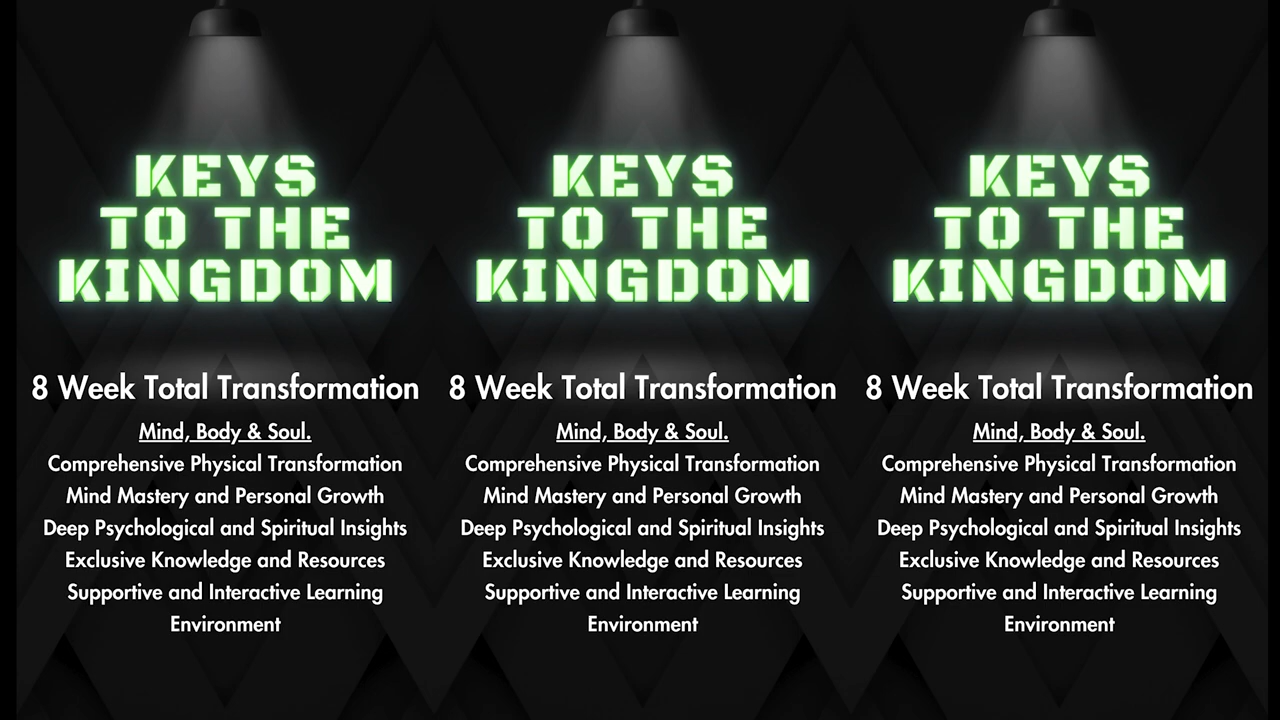 KEYS
TO THE
KINGDOM
8 Week Total Transformation
Mind, Body & Soul.
Comprehensive Physical Transformation
Mind Mastery and Personal Growth
Deep Psychological and Spiritual Insights
Exclusive Knowledge and Resources
Supportive and Interactive Learning
Environment
KEYS
TO THE
KINGDOM
8 Week Total Transformation
Mind, Body & Soul.
Comprehensive Physical Transformation
Mind Mastery and Personal Growth
Deep Psychological and Spiritual Insights
Exclusive Knowledge and Resources
Supportive and Interactive Learning
Environment
KEYS
TO THE
KINGDOM
8 Week Total Transformation
Mind, Body & Soul.
Comprehensive Physical Transformation
Mind Mastery and Personal Growth
Deep Psychological and Spiritual Insights
Exclusive Knowledge and Resources
Supportive and Interactive Learning
Environment